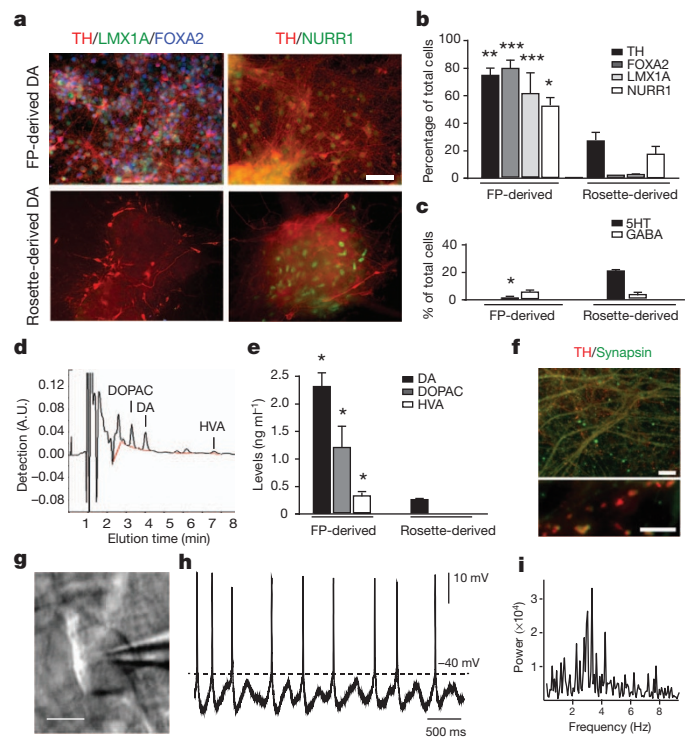 a
TH/LMX1A/FOXA2
TH/NURR1
FP-derived DA
Rosette-derived DA
b
Percentage of total cells
100
80
60
40
20
0
**
***
***
*
TH
FOXA2
LMX1A
NURR1
FP-derived
Rosette-derived
c
% of total cells
40
20
0
*
5HT
GABA
FP-derived
Rosette-derived
d
Detection (A.U.)
0.12
0.08
0.04
0.00
−0.04
−0.08
DOPAC
DA
HVA
1 2 3 4 5 6 7 8
Elution time (min)
e
Levels (ng ml⁻¹)
2.5
2.0
1.5
1.0
0.5
0
*
*
*
DA
DOPAC
HVA
FP-derived
Rosette-derived
f
TH/Synapsin
g
h
10 mV
−40 mV
500 ms
i
Power (×10⁴)
3
2
1
2 4 6 8
Frequency (Hz)